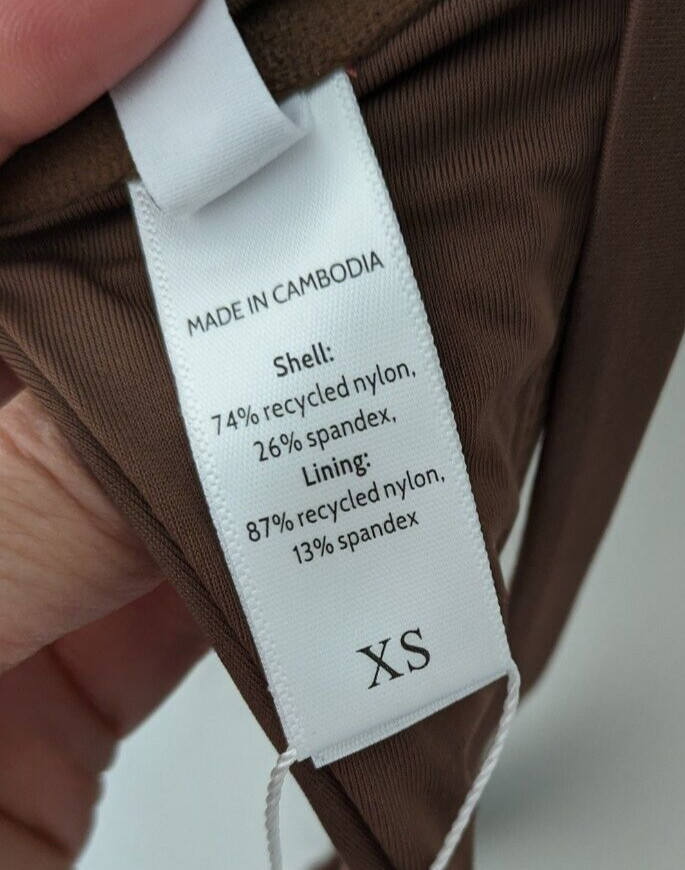 MADE IN CAMBODIA
Shell:
74% recycled nylon,
26% spandex,
Lining:
87% recycled nylon,
13% spandex
XS